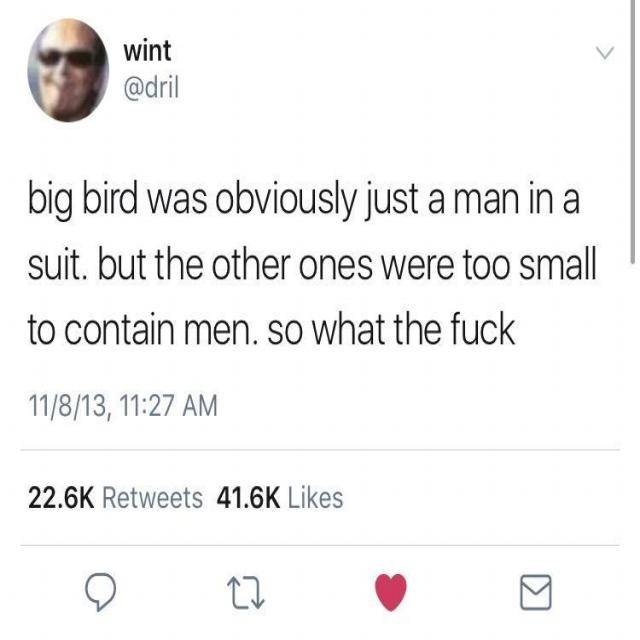 wint
@dril
big bird was obviously just a man in a
suit. but the other ones were too small
to contain men. so what the fuck
11/8/13, 11:27 AM
22.6K Retweets 41.6K Likes